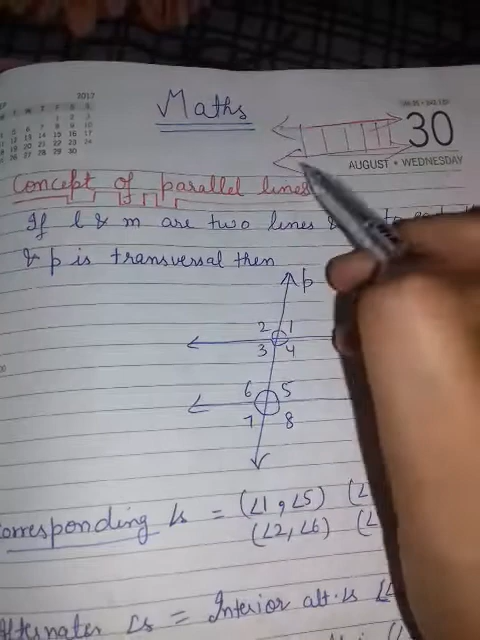 2017
Maths
30
AUGUST • WEDNESDAY
Concept of parallel lines
If l & m are two lines
& p is transversal then
p
2 1
3 4
6 5
7 8
Corresponding ∠s = (∠1, ∠5) (∠
(∠2, ∠6) (∠
Alternater ∠s = Interior alt. ∠s